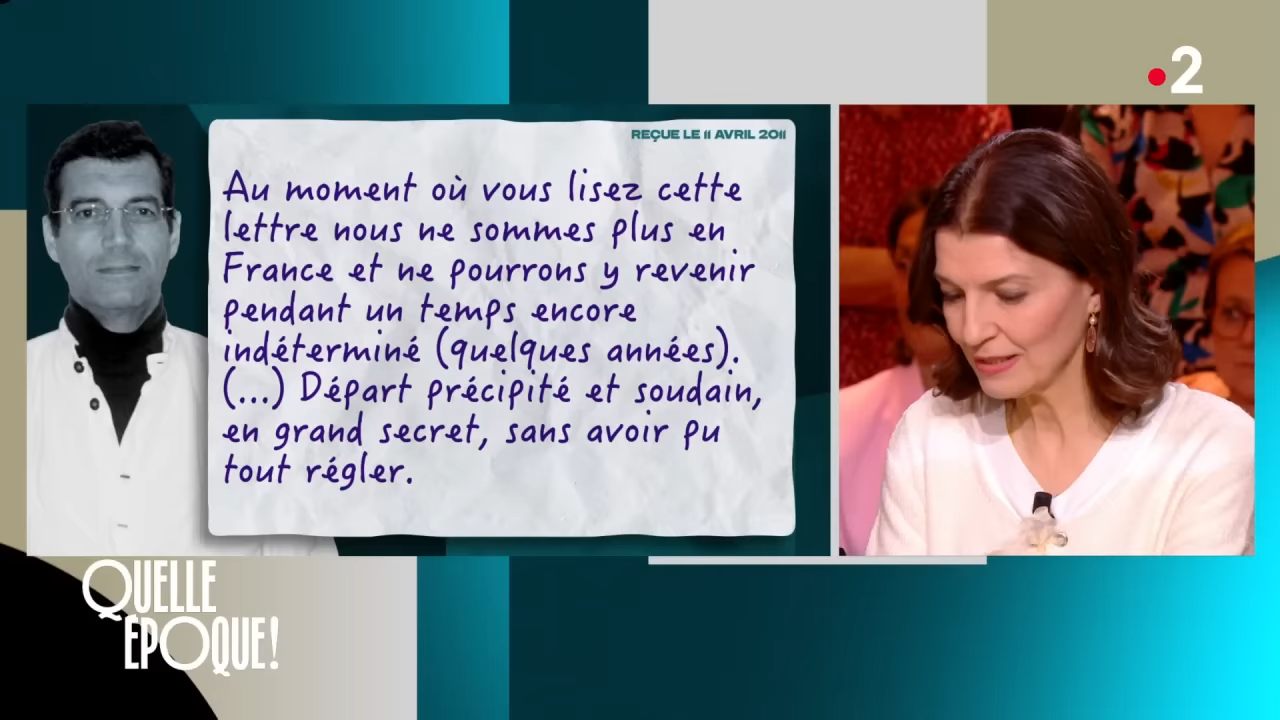 2
REÇUE LE 11 AVRIL 2011
Au moment où vous lisez cette
lettre nous ne sommes plus en
France et ne pourrons y revenir
pendant un temps encore
indéterminé (quelques années).
(...) Départ précipité et soudain,
en grand secret, sans avoir pu
tout régler.
QUELLE
ÉPOQUE!